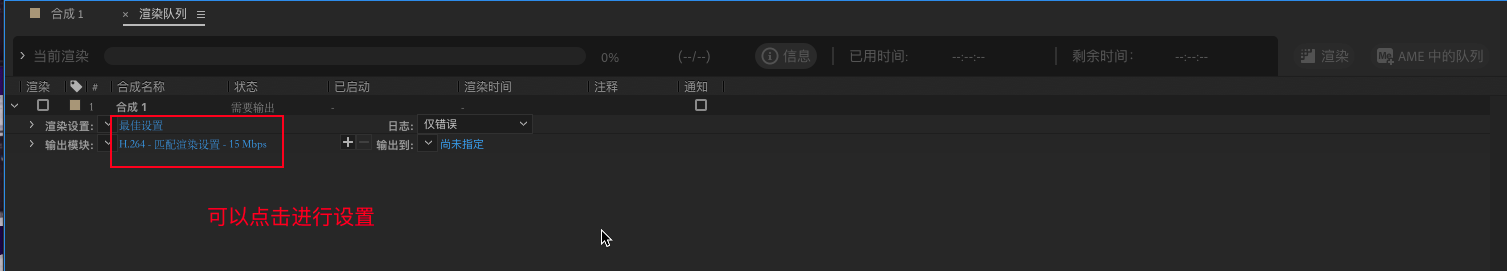 合成 1 × 渲染队列 ☰
当前渲染 0% (--/--) 信息 已用时间: --:--:-- 剩余时间: --:--:-- 渲染 AME 中的队列
渲染 # 合成名称 状态 已启动 渲染时间 注释 通知
1 合成 1 需要输出 - -
渲染设置: 最佳设置 日志: 仅错误
输出模块: H.264 - 匹配渲染设置 - 15 Mbps + — 输出到: 尚未指定
可以点击进行设置